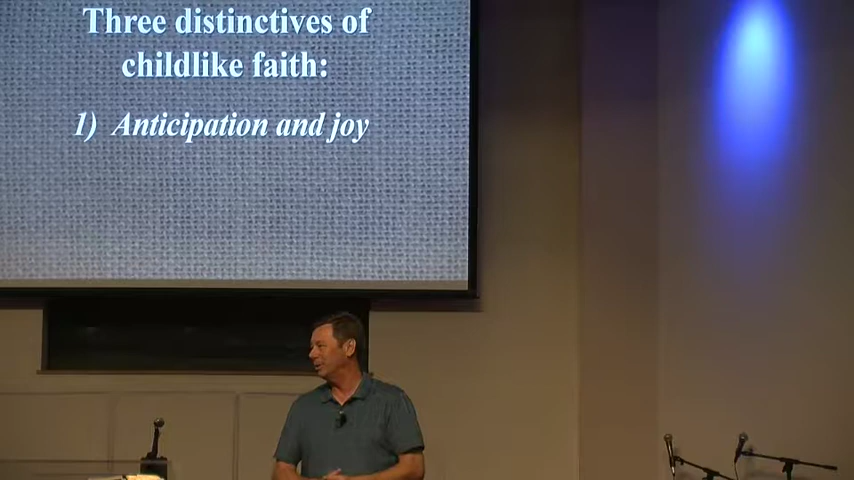 Three distinctives of
childlike faith:
1) Anticipation and joy